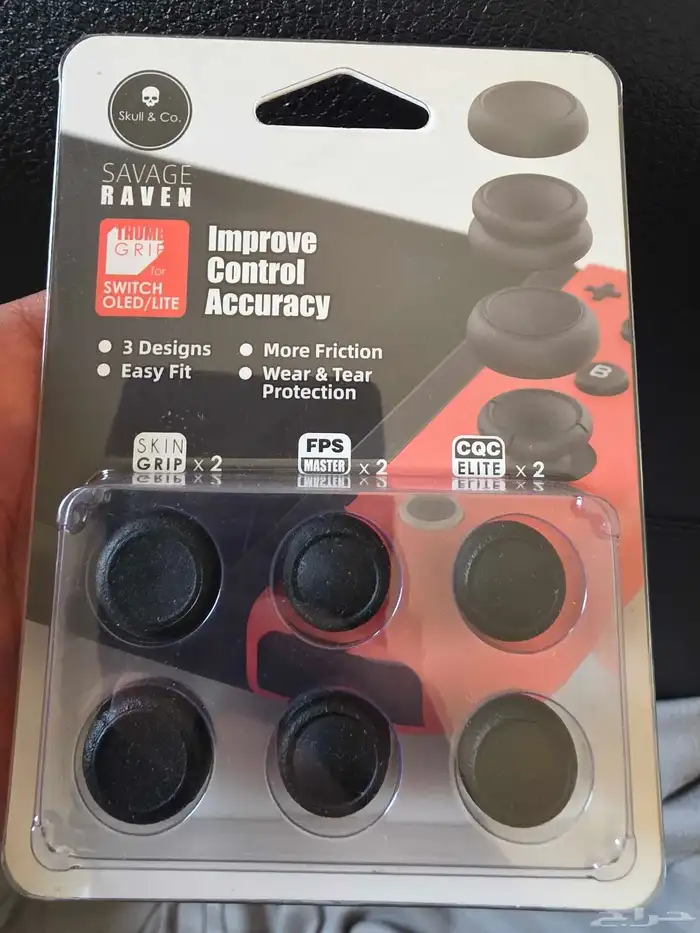 Skull & Co.
SAVAGE
RAVEN
THUMB
GRIP
for
SWITCH
OLED/LITE
Improve
Control
Accuracy
3 Designs
Easy Fit
More Friction
Wear & Tear
Protection
SKIN
GRIP x 2
FPS
MASTER x 2
CQC
ELITE x 2
B
حراج